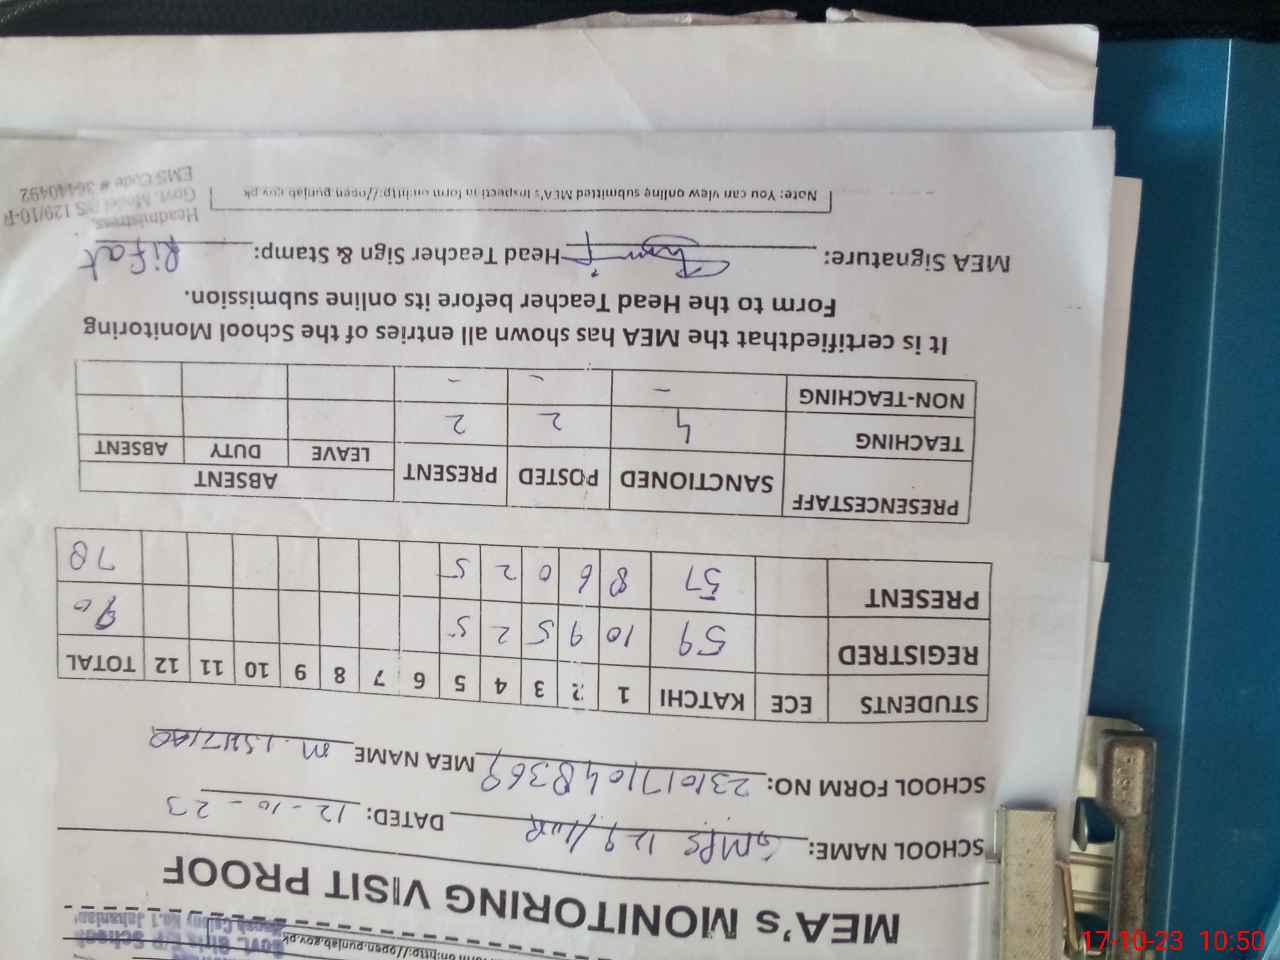 MEA's MONITORING VISIT PROOF
SCHOOL NAME: GMPS 129/10R DATED: 12-10-23
SCHOOL FORM NO: 2310171048369 MEA NAME M. ISHTIAQ
STUDENTS ECE KATCHI 1 2 3 4 5 6 7 8 9 10 11 12 TOTAL
REGISTRED 59 10 9 5 2 5 90
PRESENT 57 8 6 0 2 5 78
PRESENCESTAFF SANCTIONED POSTED PRESENT ABSENT
LEAVE DUTY ABSENT
TEACHING 4 2 2
NON-TEACHING - - -
It is certifiedthat the MEA has shown all entries of the School Monitoring
Form to the Head Teacher before its online submission.
MEA Signature: Head Teacher Sign & Stamp: Rifat
Headmistress
Govt. Model P/S 129/10-R
EMS Code # 36440492
Note: You can view online submitted MEA's inspecti n form on:http://open.punjab.gov.pk
17-10-23 10:50